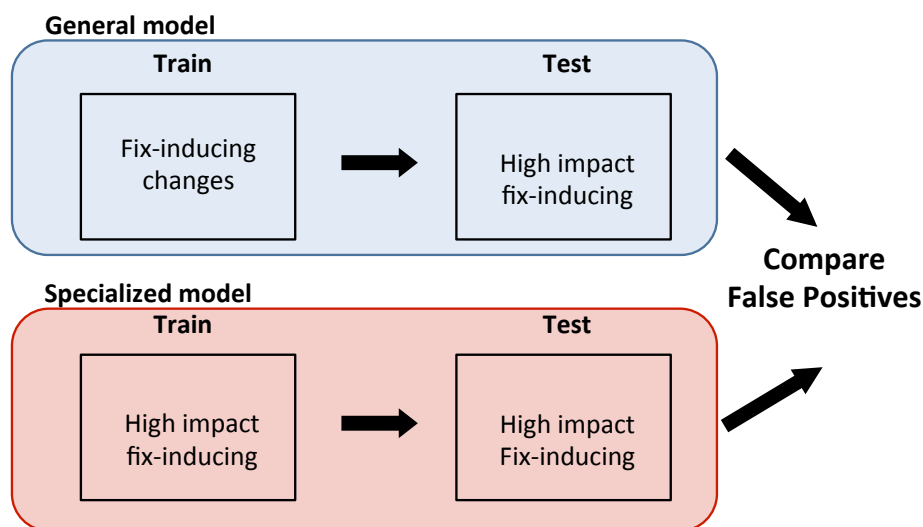 General model
Train
Test
Fix-inducing
changes
High impact
fix-inducing
Compare
False Positives
Specialized model
Train
Test
High impact
fix-inducing
High impact
Fix-inducing